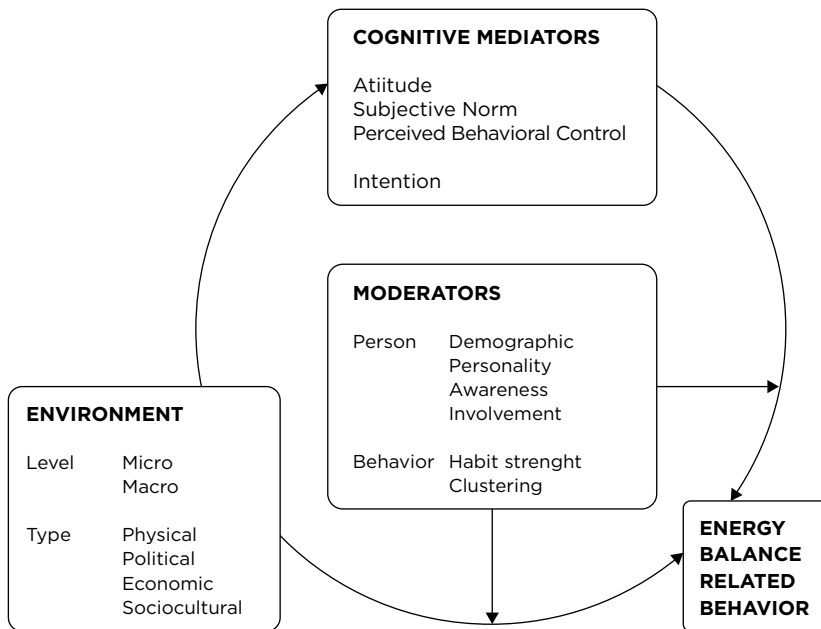 COGNITIVE MEDIATORS
Atiitude
Subjective Norm
Perceived Behavioral Control
Intention
MODERATORS
Person Demographic
Personality
Awareness
Involvement
Behavior Habit strenght
Clustering
ENVIRONMENT
Level Micro
Macro
Type Physical
Political
Economic
Sociocultural
ENERGY
BALANCE
RELATED
BEHAVIOR